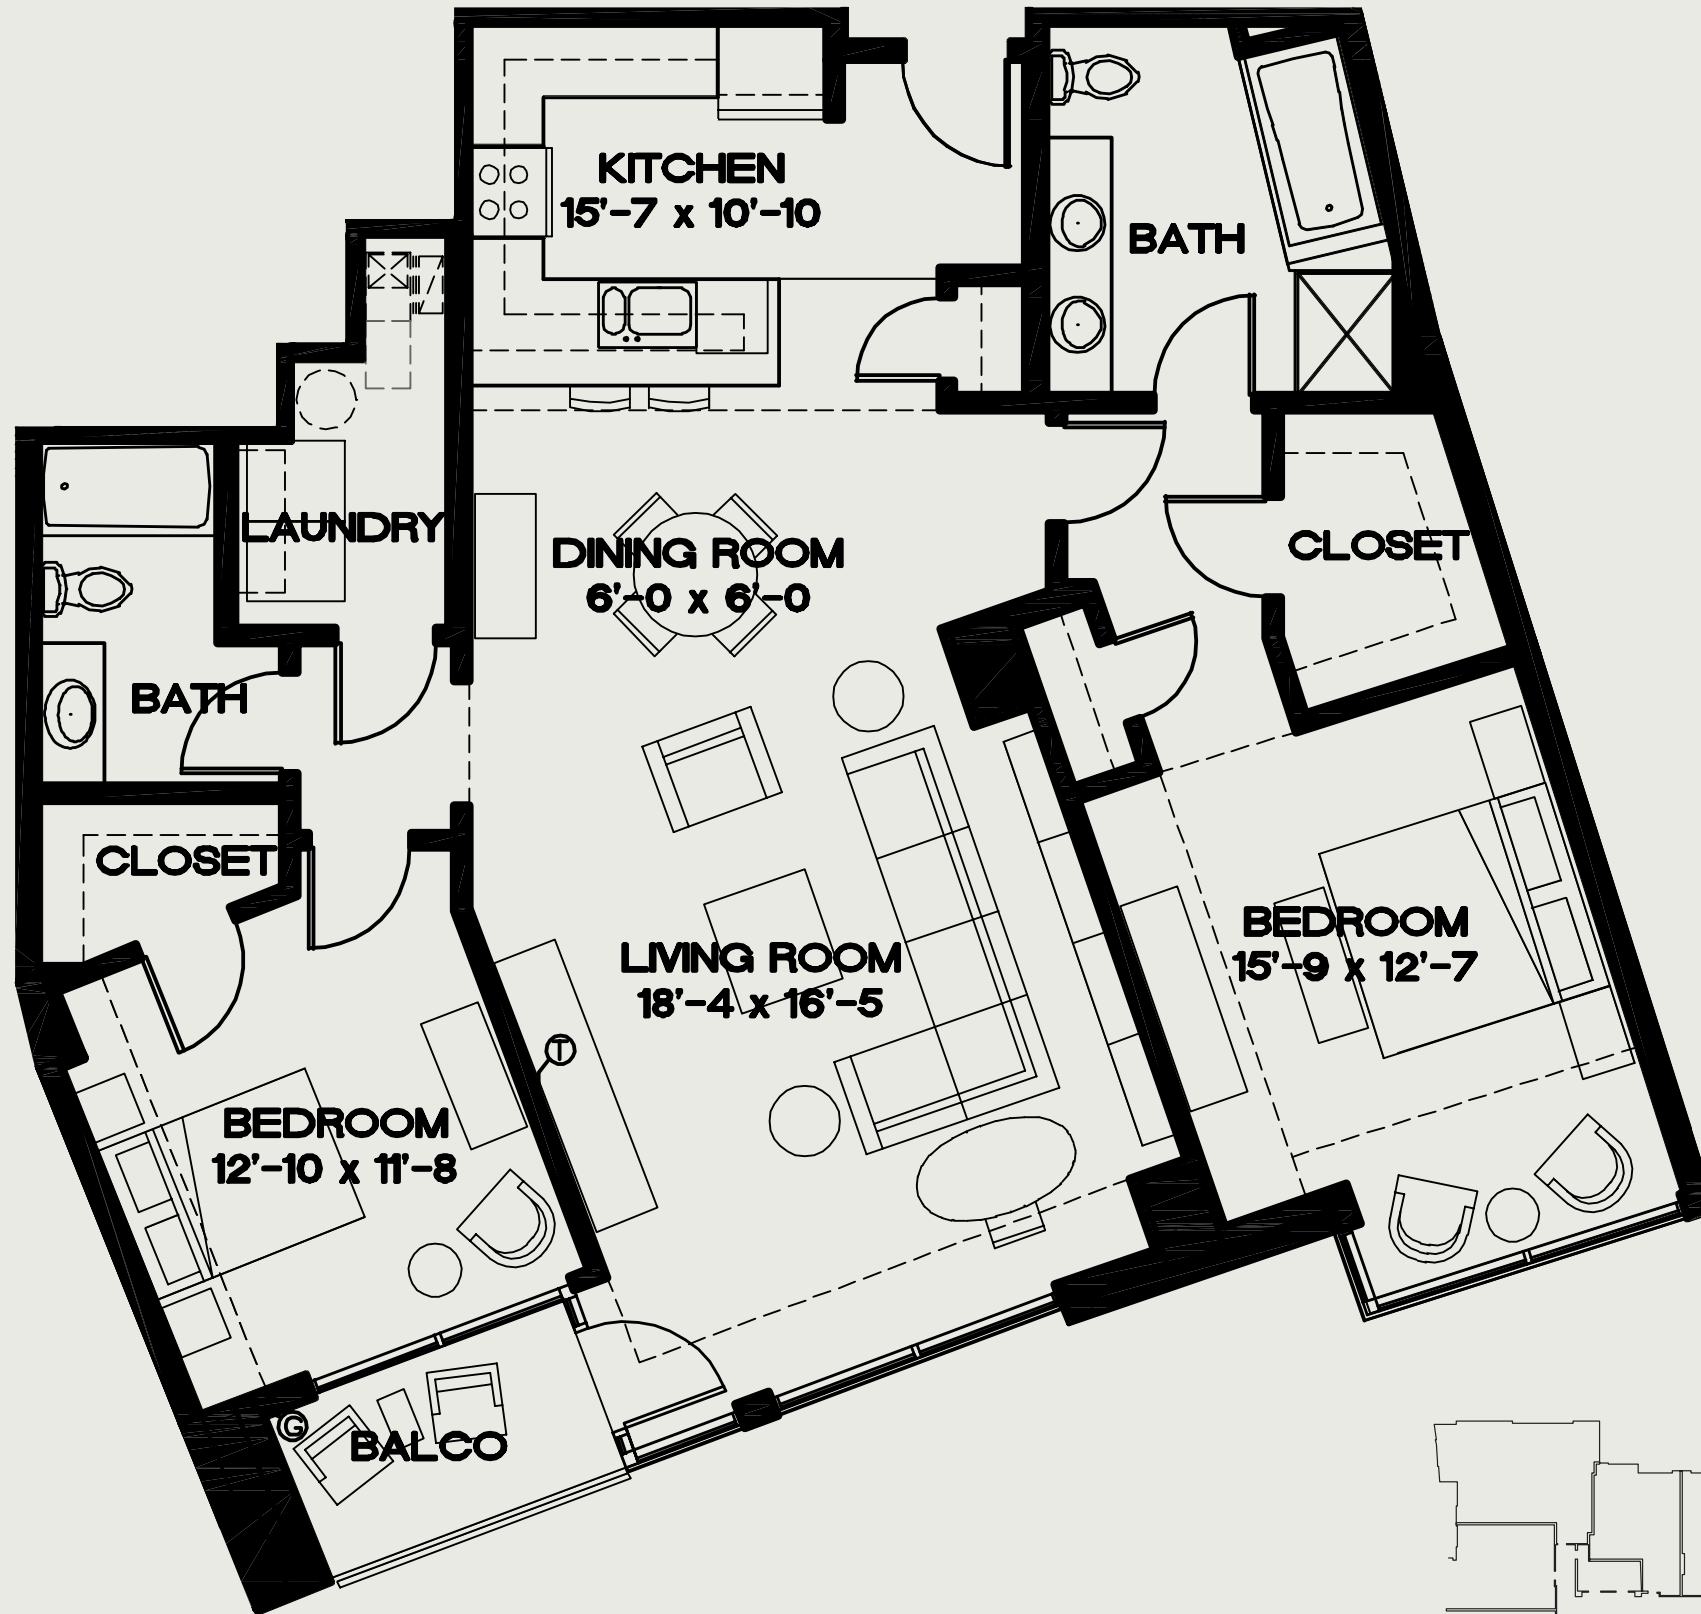 KITCHEN
15'-7 x 10'-10
BATH
LAUNDRY
DINING ROOM
6'-0 x 6'-0
CLOSET
BATH
CLOSET
BEDROOM
15'-9 x 12'-7
LIVING ROOM
18'-4 x 16'-5
T
BEDROOM
12'-10 x 11'-8
G
BALCO